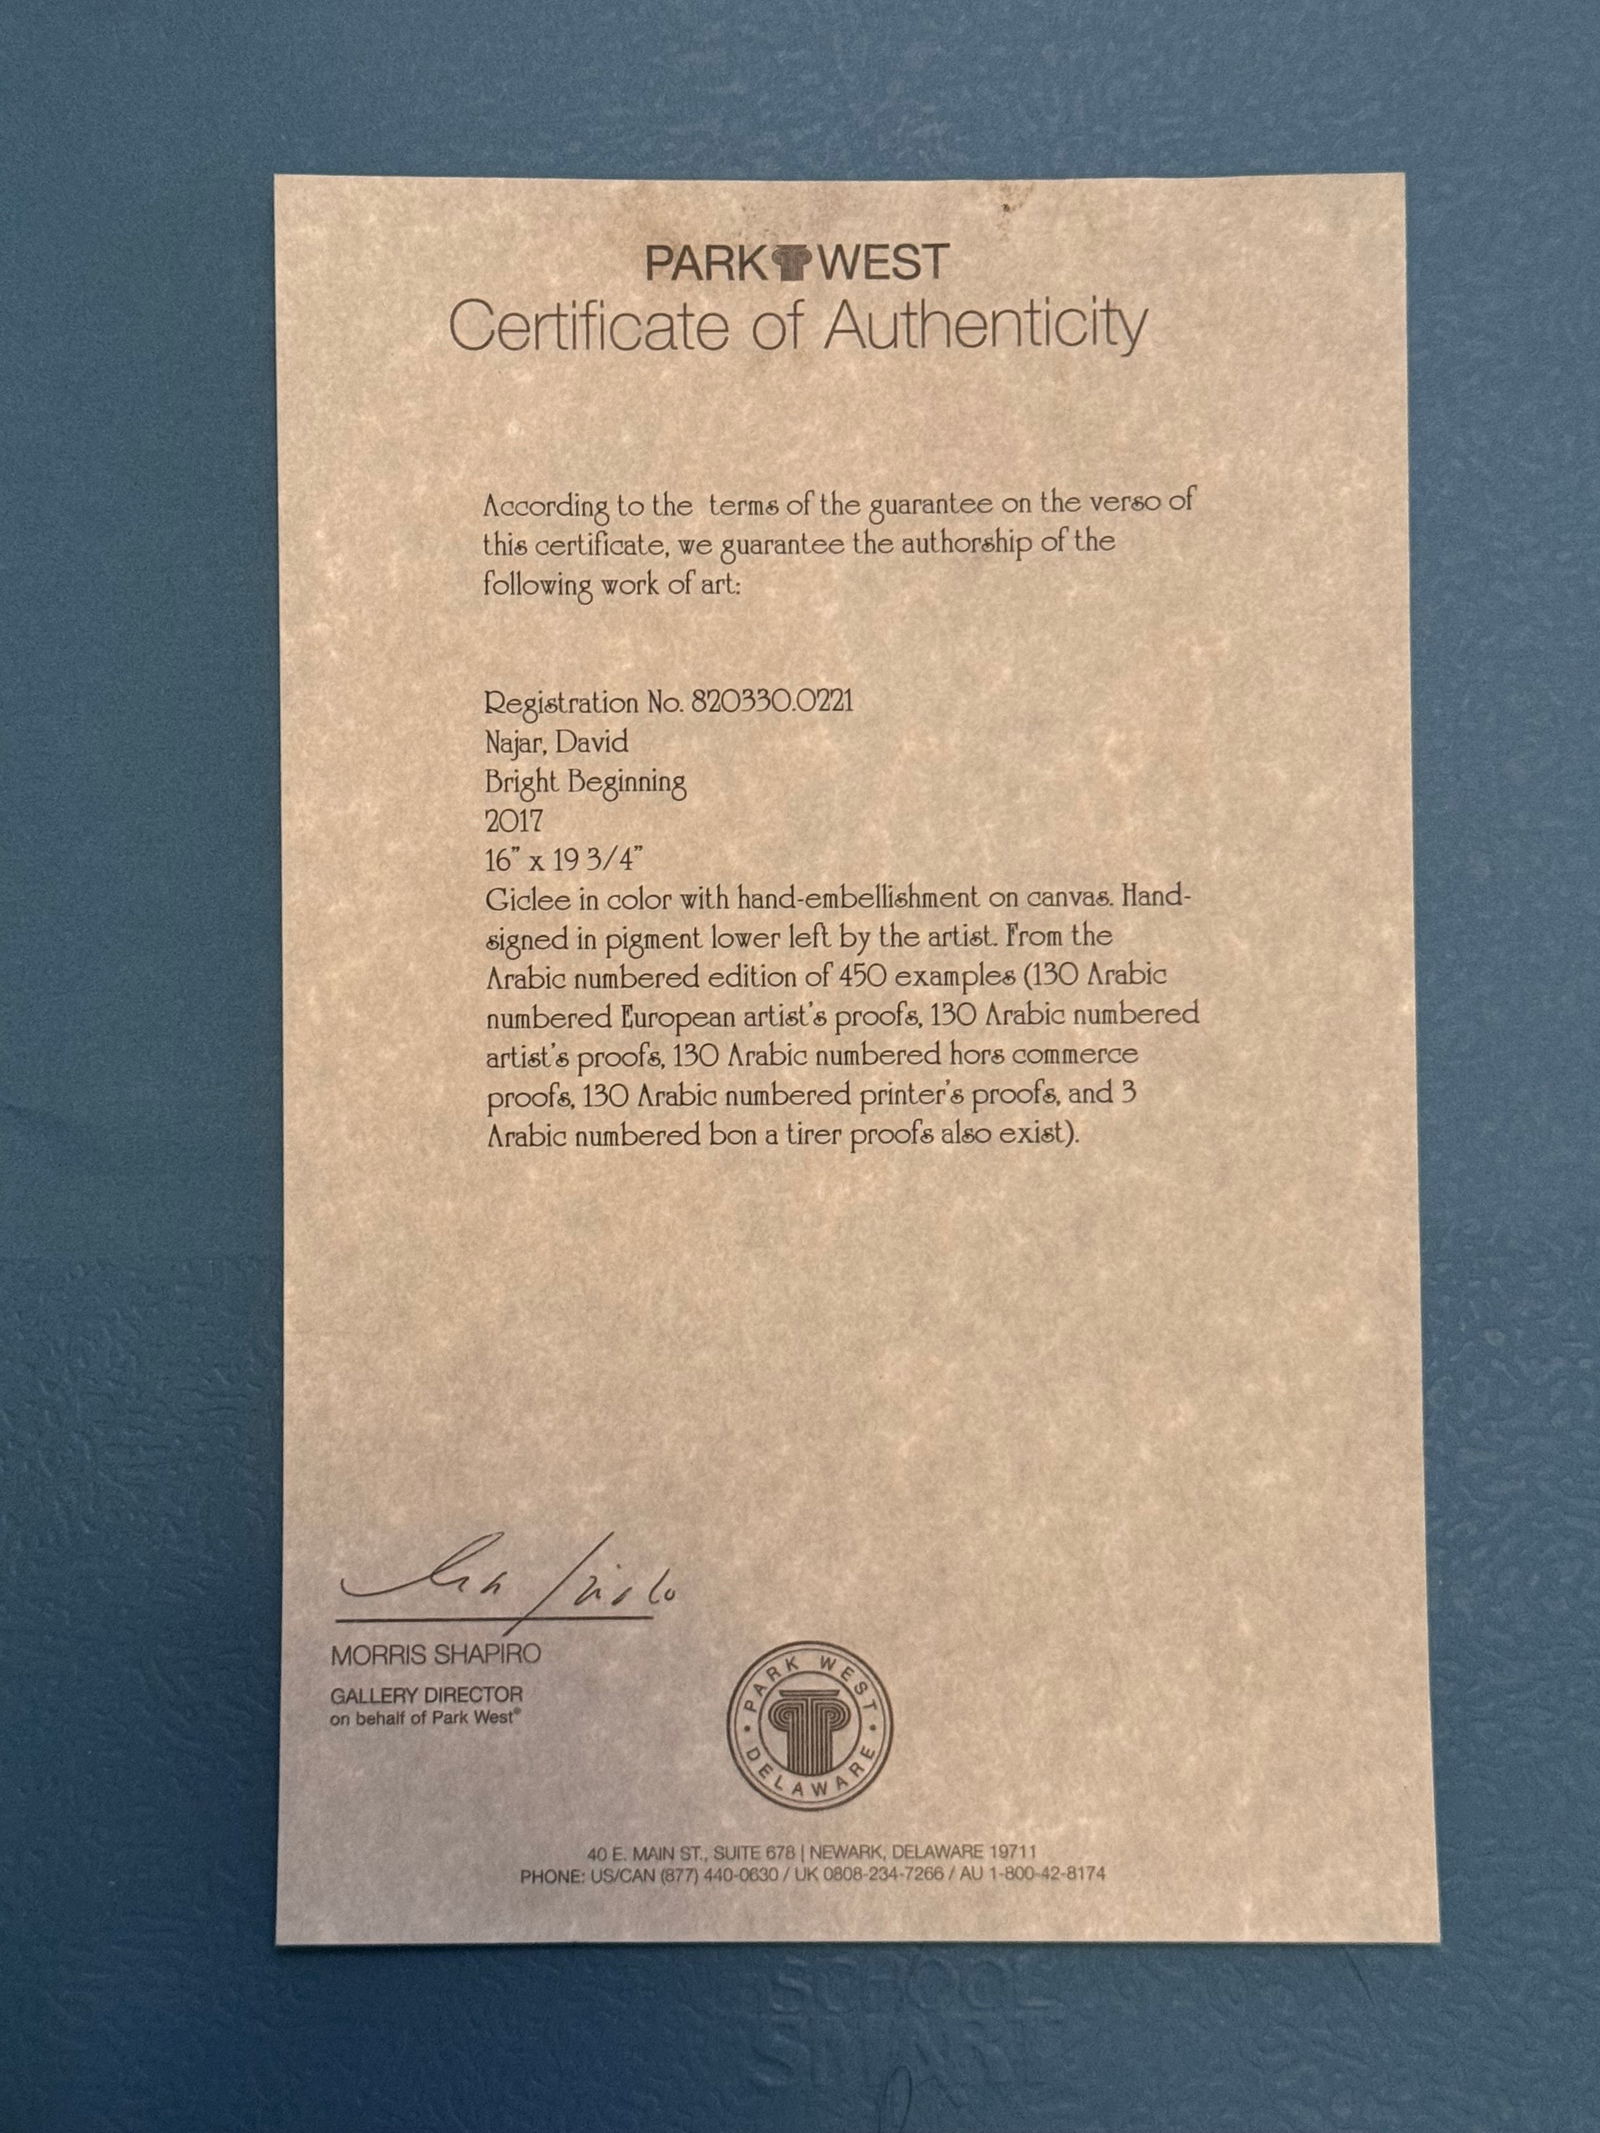 PARK WEST
Certificate of Authenticity
According to the terms of the guarantee on the verso of
this certificate, we guarantee the authorship of the
following work of art:
Registration No. 820330.0221
Najar, David
Bright Beginning
2017
16” x 19 3/4”
Giclee in color with hand-embellishment on canvas. Hand-
signed in pigment lower left by the artist. From the
Arabic numbered edition of 450 examples (130 Arabic
numbered European artist's proofs, 130 Arabic numbered
artist's proofs, 130 Arabic numbered hors commerce
proofs, 130 Arabic numbered printer's proofs, and 3
Arabic numbered bon a tirer proofs also exist).
MORRIS SHAPIRO
GALLERY DIRECTOR
on behalf of Park West®
PARK WEST
• DELAWARE •
40 E. MAIN ST., SUITE 678 | NEWARK, DELAWARE 19711
PHONE: US/CAN (877) 440-0630 / UK 0808-234-7266 / AU 1-800-42-8174
SCHOOL
SMART